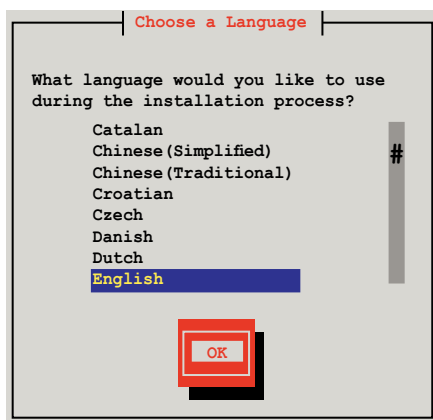 Choose a Language
What language would you like to use
during the installation process?
Catalan
Chinese(Simplified)
#
Chinese(Traditional)
Croatian
Czech
Danish
Dutch
English
OK